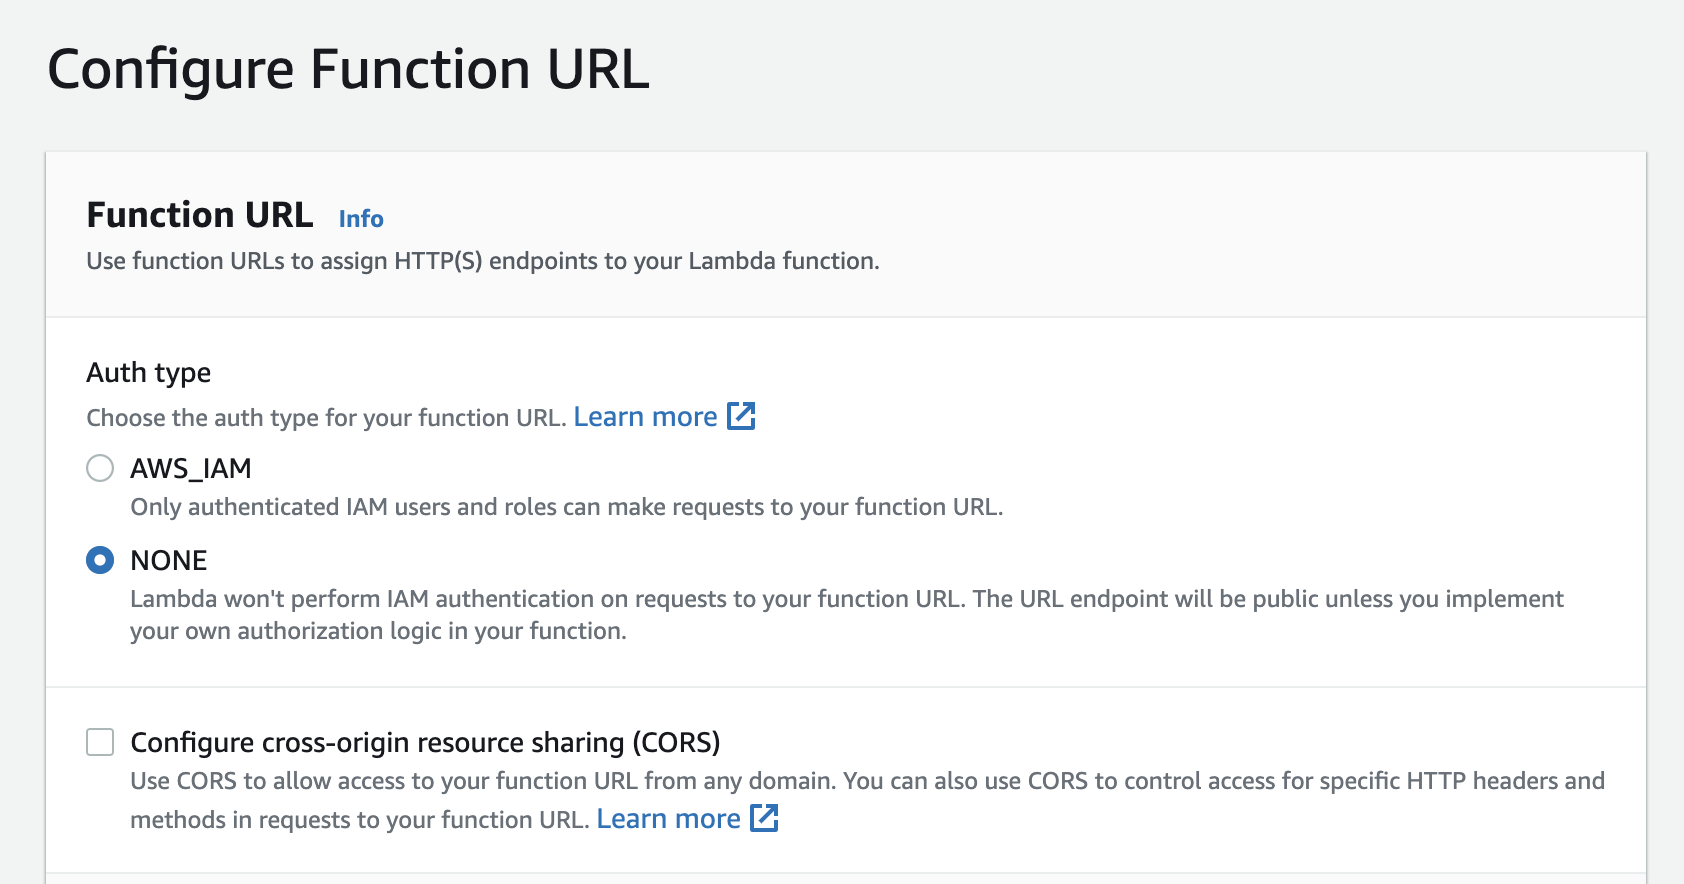 Configure Function URL
Function URL Info
Use function URLs to assign HTTP(S) endpoints to your Lambda function.
Auth type
Choose the auth type for your function URL. Learn more
AWS_IAM
Only authenticated IAM users and roles can make requests to your function URL.
NONE
Lambda won't perform IAM authentication on requests to your function URL. The URL endpoint will be public unless you implement
your own authorization logic in your function.
Configure cross-origin resource sharing (CORS)
Use CORS to allow access to your function URL from any domain. You can also use CORS to control access for specific HTTP headers and
methods in requests to your function URL. Learn more